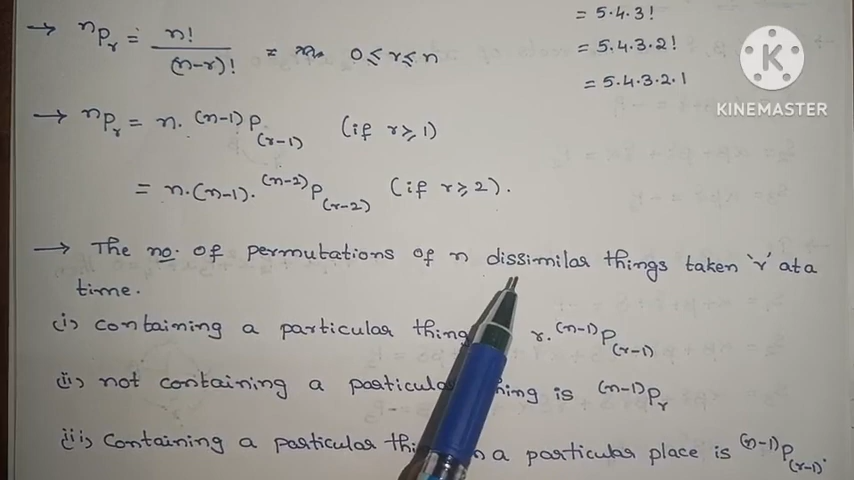 → ⁿPᵣ = n! / (n-r)! = 0 ≤ r ≤ n
= 5·4·3!
= 5·4·3·2!
= 5·4·3·2·1
KINEMASTER
→ ⁿPᵣ = n· ⁽ⁿ⁻¹⁾P₍ᵣ₋₁₎ (if r ≥ 1)
= n·(n-1)· ⁽ⁿ⁻²⁾P₍ᵣ₋₂₎ (if r ≥ 2).
→ The no. of permutations of n dissimilar things taken 'r' at a
time.
(i) containing a particular thing r· ⁽ⁿ⁻¹⁾P₍ᵣ₋₁₎
(ii) not containing a particular thing is ⁽ⁿ⁻¹⁾Pᵣ
(iii) containing a particular a particular place is ⁽ⁿ⁻¹⁾P₍ᵣ₋₁₎.